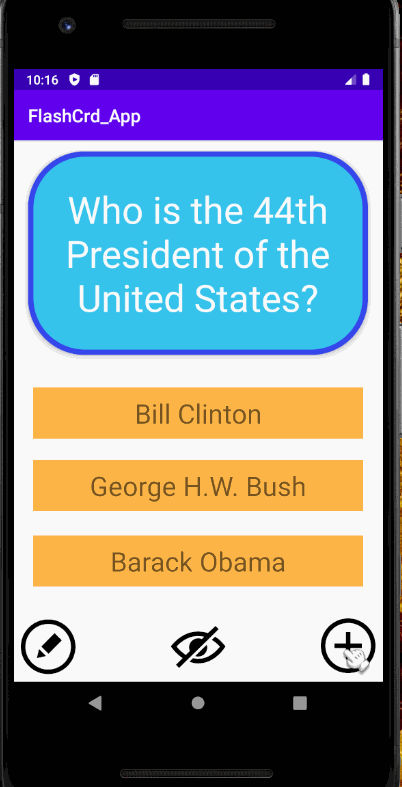 10:16
FlashCrd_App
Who is the 44th
President of the
United States?
Bill Clinton
George H.W. Bush
Barack Obama